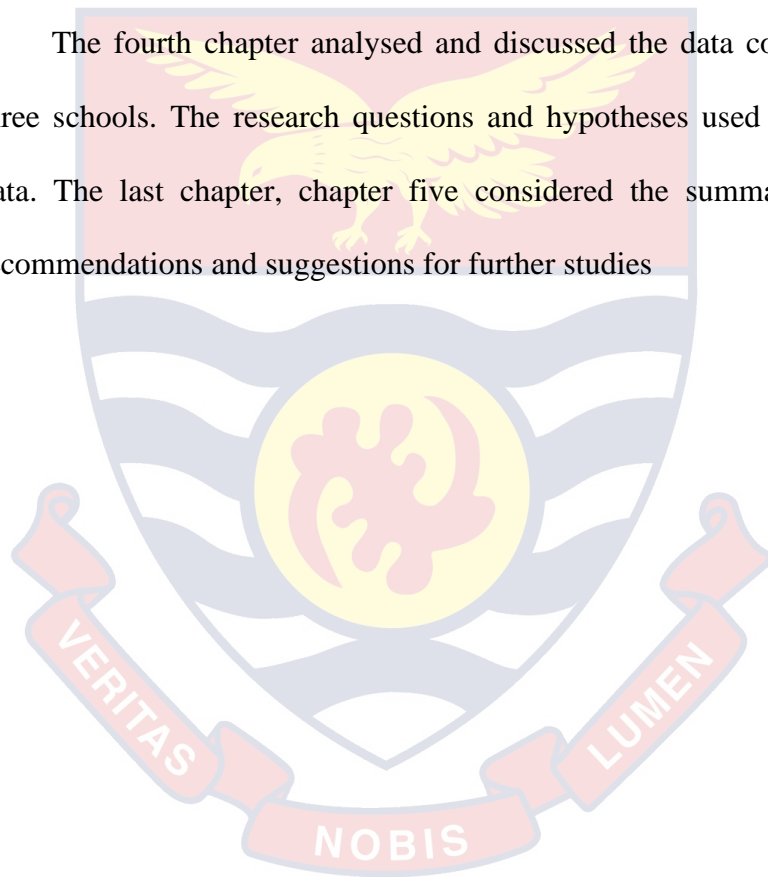 The fourth chapter analysed and discussed the data co
ree schools. The research questions and hypotheses used
ata. The last chapter, chapter five considered the summa
commendations and suggestions for further studies
VERITAS
NOBIS
LUMEN